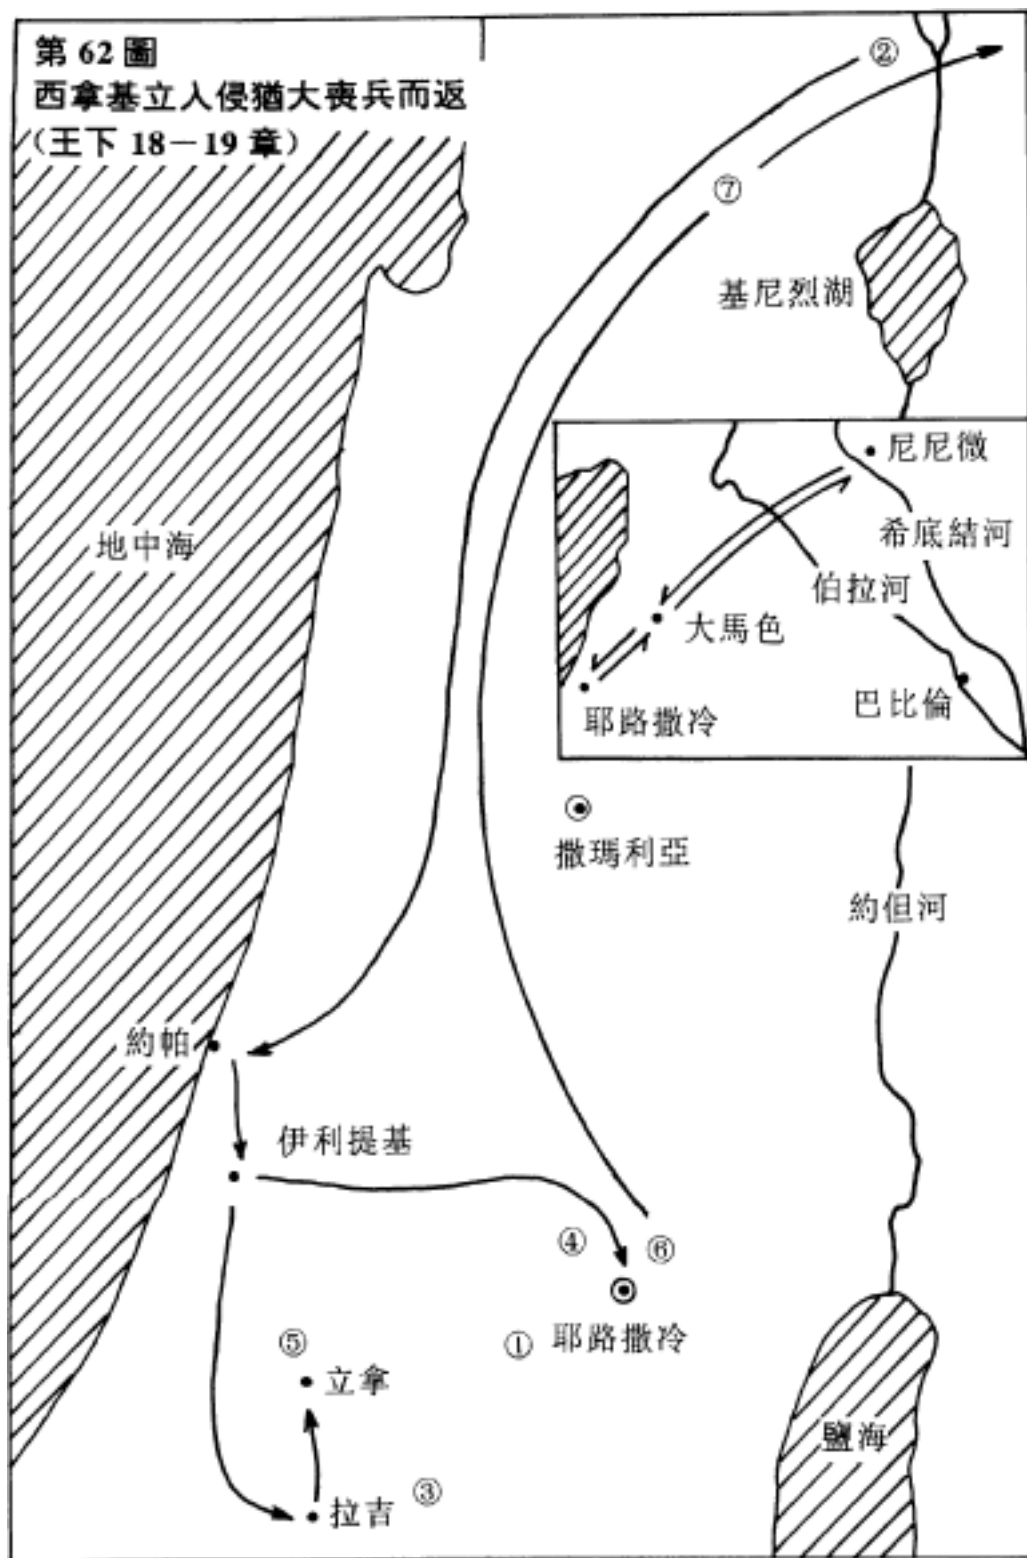 第 62 圖
西拿基立入侵猶大喪兵而返
（王下 18－19 章）
②
⑦
基尼烈湖
尼尼微
希底結河
伯拉河
大馬色
巴比倫
耶路撒冷
地中海
撒瑪利亞
約但河
約帕
伊利提基
④
⑥
耶路撒冷
①
⑤
立拿
鹽海
③
拉吉